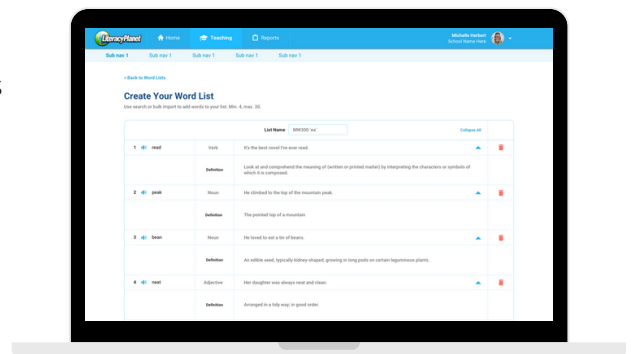 LiteracyPlanet
Home
Teaching
Reports
Michelle Herbert
School Name Here
Sub nav 1
Sub nav 1
Sub nav 1
Sub nav 1
Sub nav 1
< Back to Word Lists
Create Your Word List
Use search or bulk import to add words to your list. Min. 4, max. 20.
List Name
MW300 'ea'
Collapse All
1 read Verb It's the best novel I've ever read.
Definition Look at and comprehend the meaning of (written or printed matter) by interpreting the characters or symbols of
which it is composed.
2 peak Noun He climbed to the top of the mountain peak.
Definition The pointed top of a mountain.
3 bean Noun He loved to eat a tin of beans.
Definition An edible seed, typically kidney-shaped, growing in long pods on certain leguminous plants.
4 neat Adjective Her daughter was always neat and clean.
Definition Arranged in a tidy way; in good order.